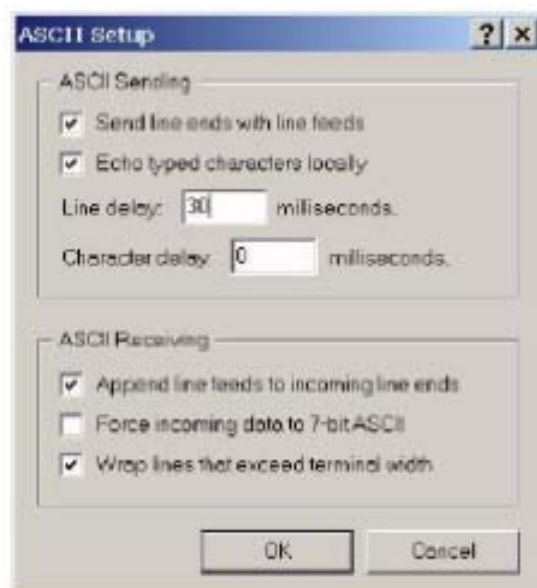 ASCII Setup
ASCII Sending
Send line ends with line feeds
Echo typed characters locally
Line delay: 30 milliseconds.
Character delay: 0 milliseconds.
ASCII Receiving
Append line feeds to incoming line ends
Force incoming data to 7-bit ASCII
Wrap lines that exceed terminal width
OK Cancel